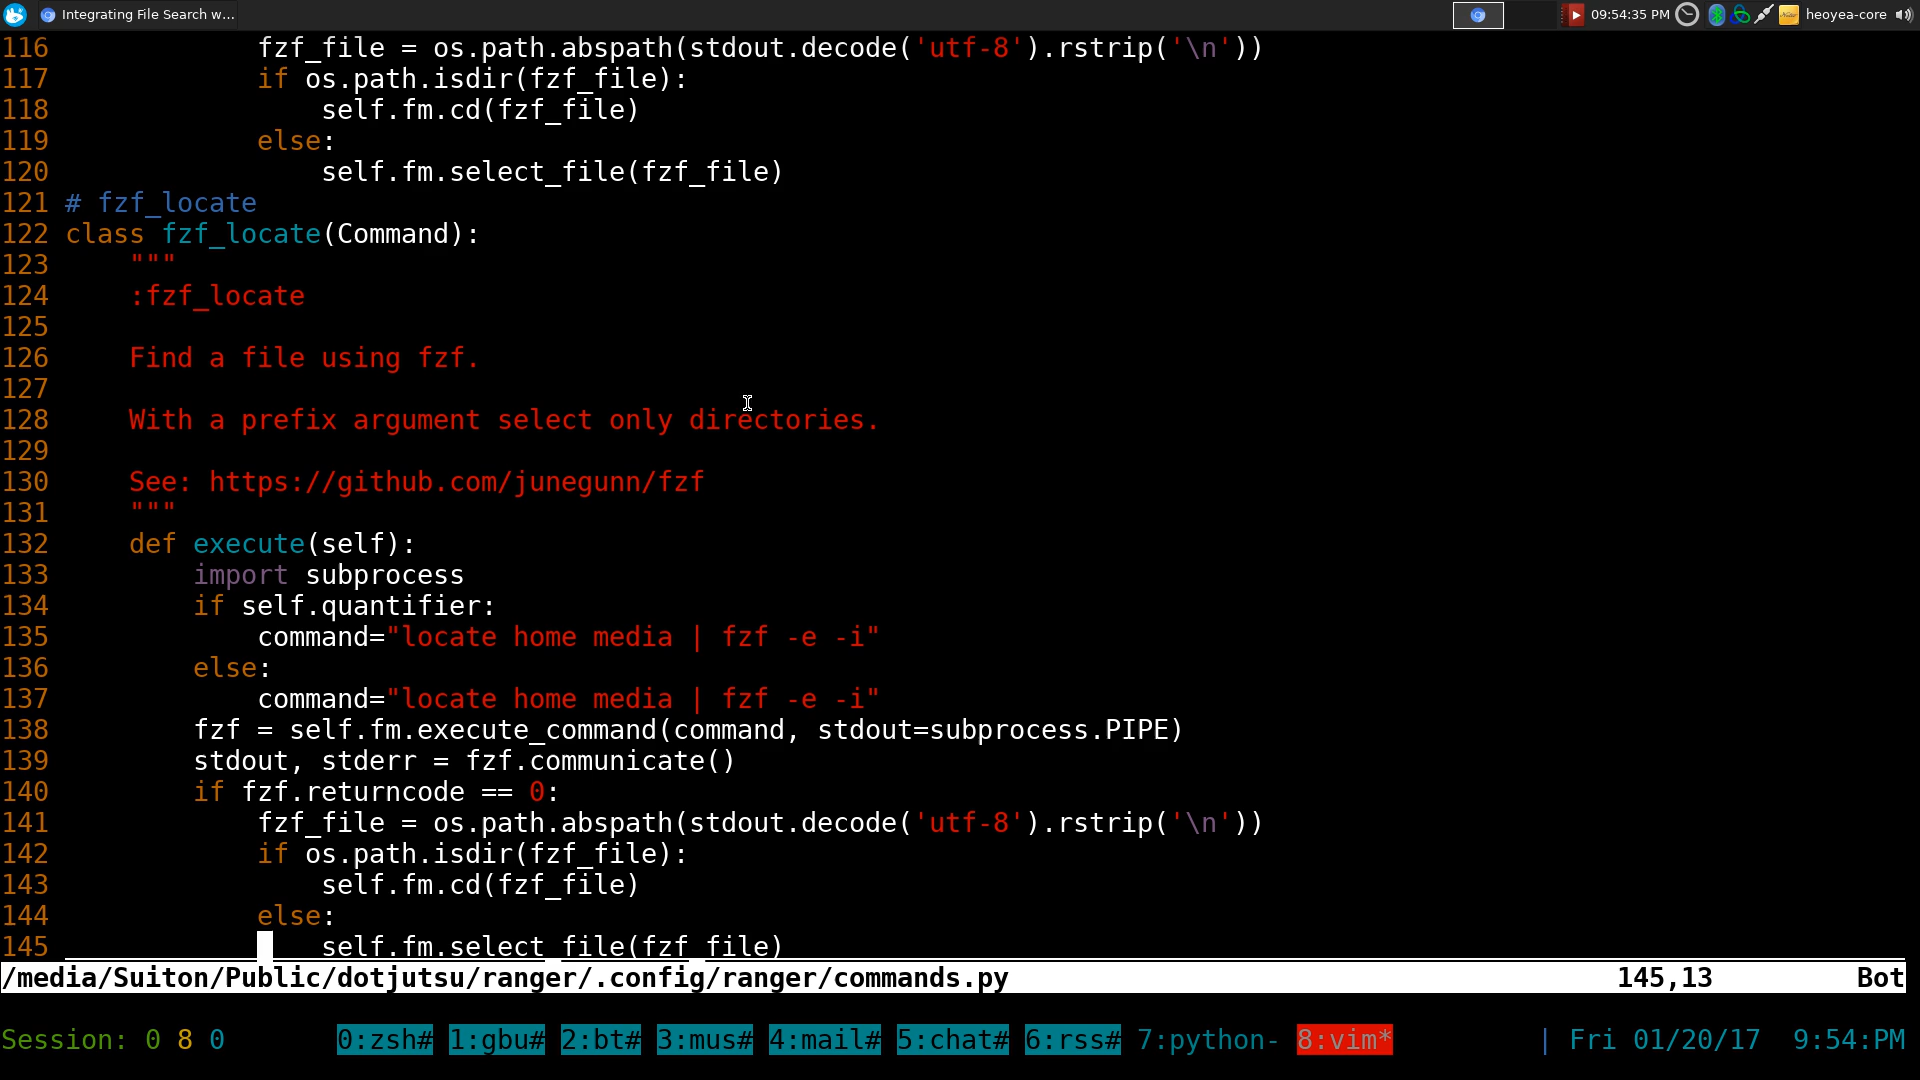 Integrating File Search w... 09:54:35 PM heoyea-core
116             fzf_file = os.path.abspath(stdout.decode('utf-8').rstrip('\n'))
117             if os.path.isdir(fzf_file):
118                 self.fm.cd(fzf_file)
119             else:
120                 self.fm.select_file(fzf_file)
121 # fzf_locate
122 class fzf_locate(Command):
123     """
124     :fzf_locate
125
126     Find a file using fzf.
127
128     With a prefix argument select only directories.
129
130     See: https://github.com/junegunn/fzf
131     """
132     def execute(self):
133         import subprocess
134         if self.quantifier:
135             command="locate home media | fzf -e -i"
136         else:
137             command="locate home media | fzf -e -i"
138         fzf = self.fm.execute_command(command, stdout=subprocess.PIPE)
139         stdout, stderr = fzf.communicate()
140         if fzf.returncode == 0:
141             fzf_file = os.path.abspath(stdout.decode('utf-8').rstrip('\n'))
142             if os.path.isdir(fzf_file):
143                 self.fm.cd(fzf_file)
144             else:
145                 self.fm.select_file(fzf_file)
/media/Suiton/Public/dotjutsu/ranger/.config/ranger/commands.py 145,13 Bot
Session: 0 8 0 0:zsh# 1:gbu# 2:bt# 3:mus# 4:mail# 5:chat# 6:rss# 7:python- 8:vim* | Fri 01/20/17 9:54:PM